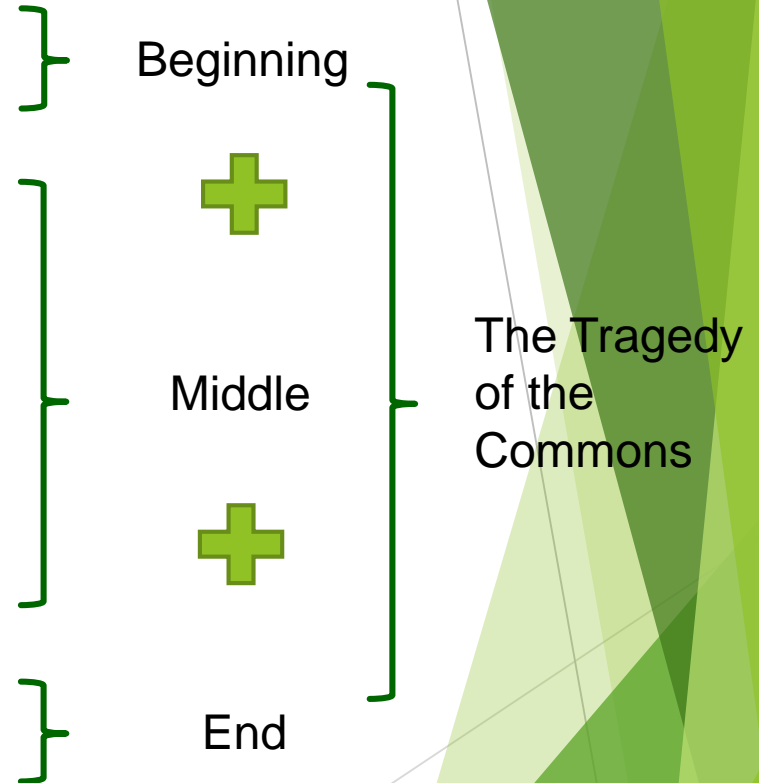 Beginning
Middle
The Tragedy
of the
Commons
End